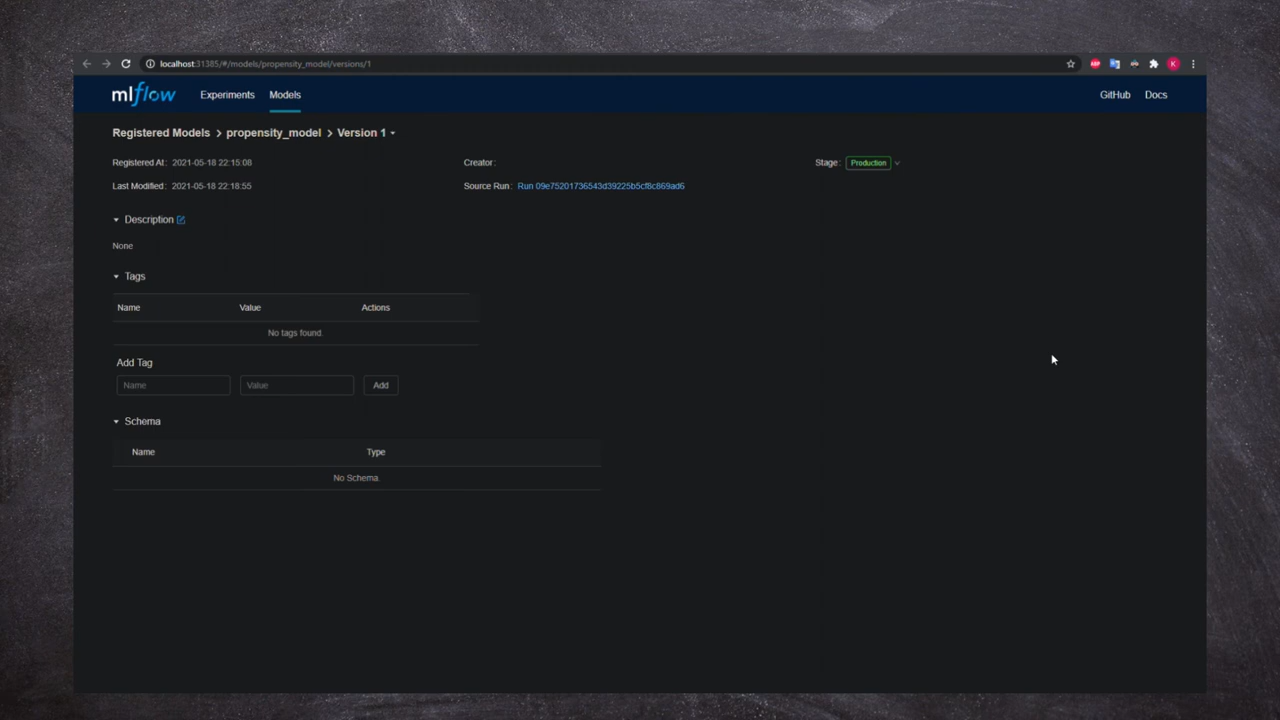 localhost:31385/#/models/propensity_model/versions/1
ABP
K
mlflow Experiments Models GitHub Docs
Registered Models > propensity_model > Version 1
Registered At: 2021-05-18 22:15:08 Creator: Stage: Production
Last Modified: 2021-05-18 22:18:55 Source Run: Run 09e75201736543d39225b5cf8c869ad6
Description
None
Tags
Name Value Actions
No tags found.
Add Tag
Name Value Add
Schema
Name Type
No Schema.